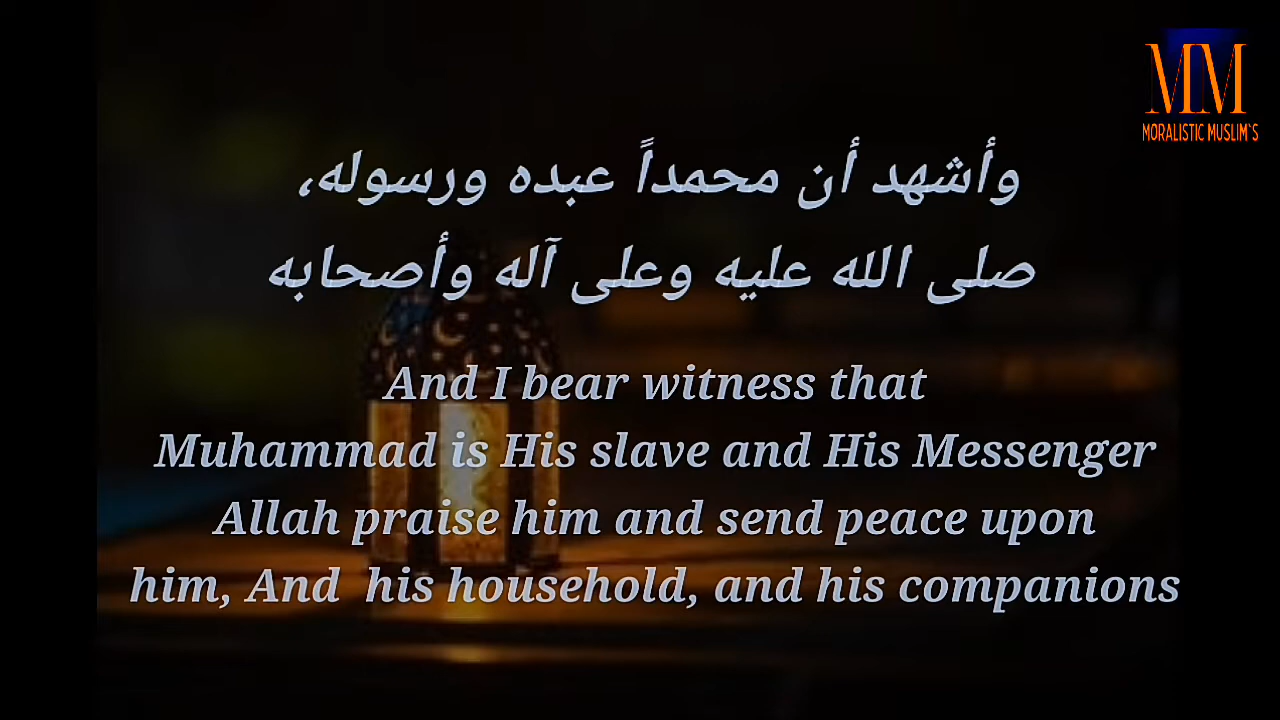 MM
MORALISTIC MUSLIM`S
وأشهد أن محمداً عبده ورسوله،
صلى الله عليه وعلى آله وأصحابه
And I bear witness that
Muhammad is His slave and His Messenger
Allah praise him and send peace upon
him, And  his household, and his companions